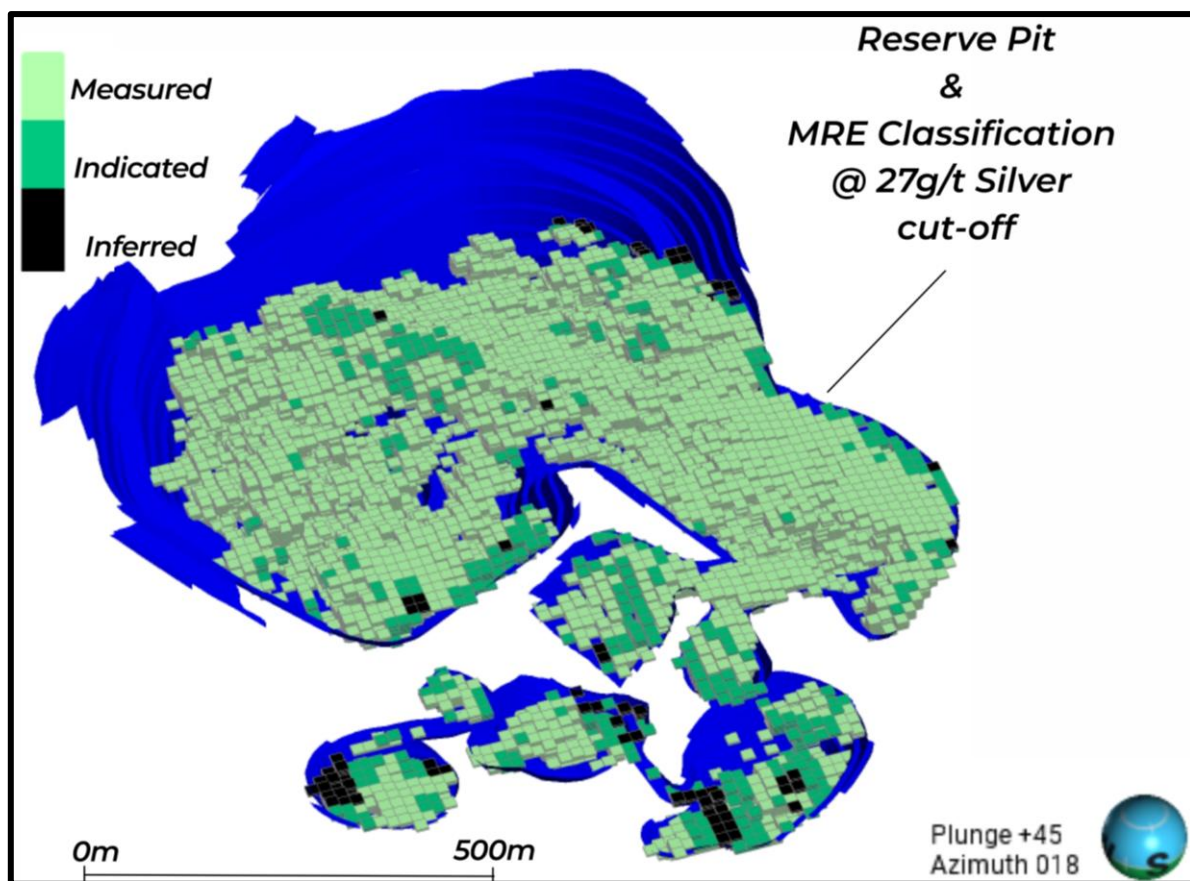 Measured
Indicated
Inferred
Reserve Pit
&
MRE Classification
@ 27g/t Silver
cut-off
0m
500m
Plunge +45
Azimuth 018
S